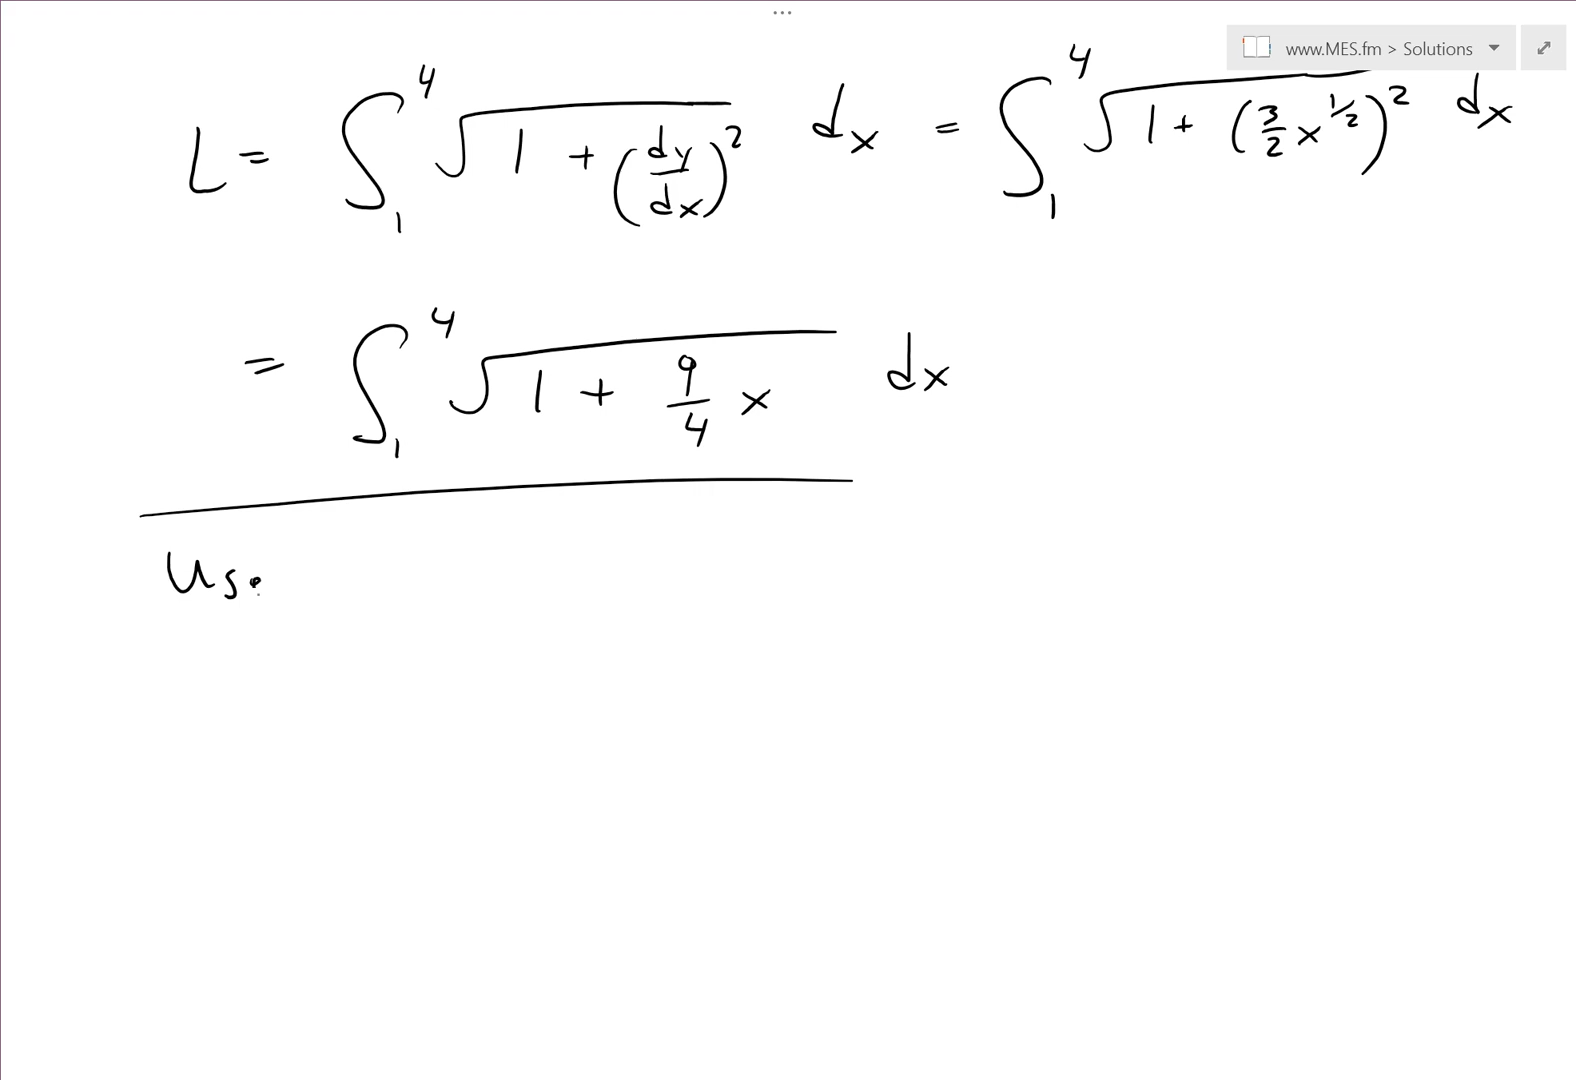 www.MES.fm > Solutions
L = ∫₁⁴ √(1 + (dy/dx)²) dx = ∫₁⁴ √(1 + (3/2 x^(1/2))²) dx
= ∫₁⁴ √(1 + 9/4 x) dx